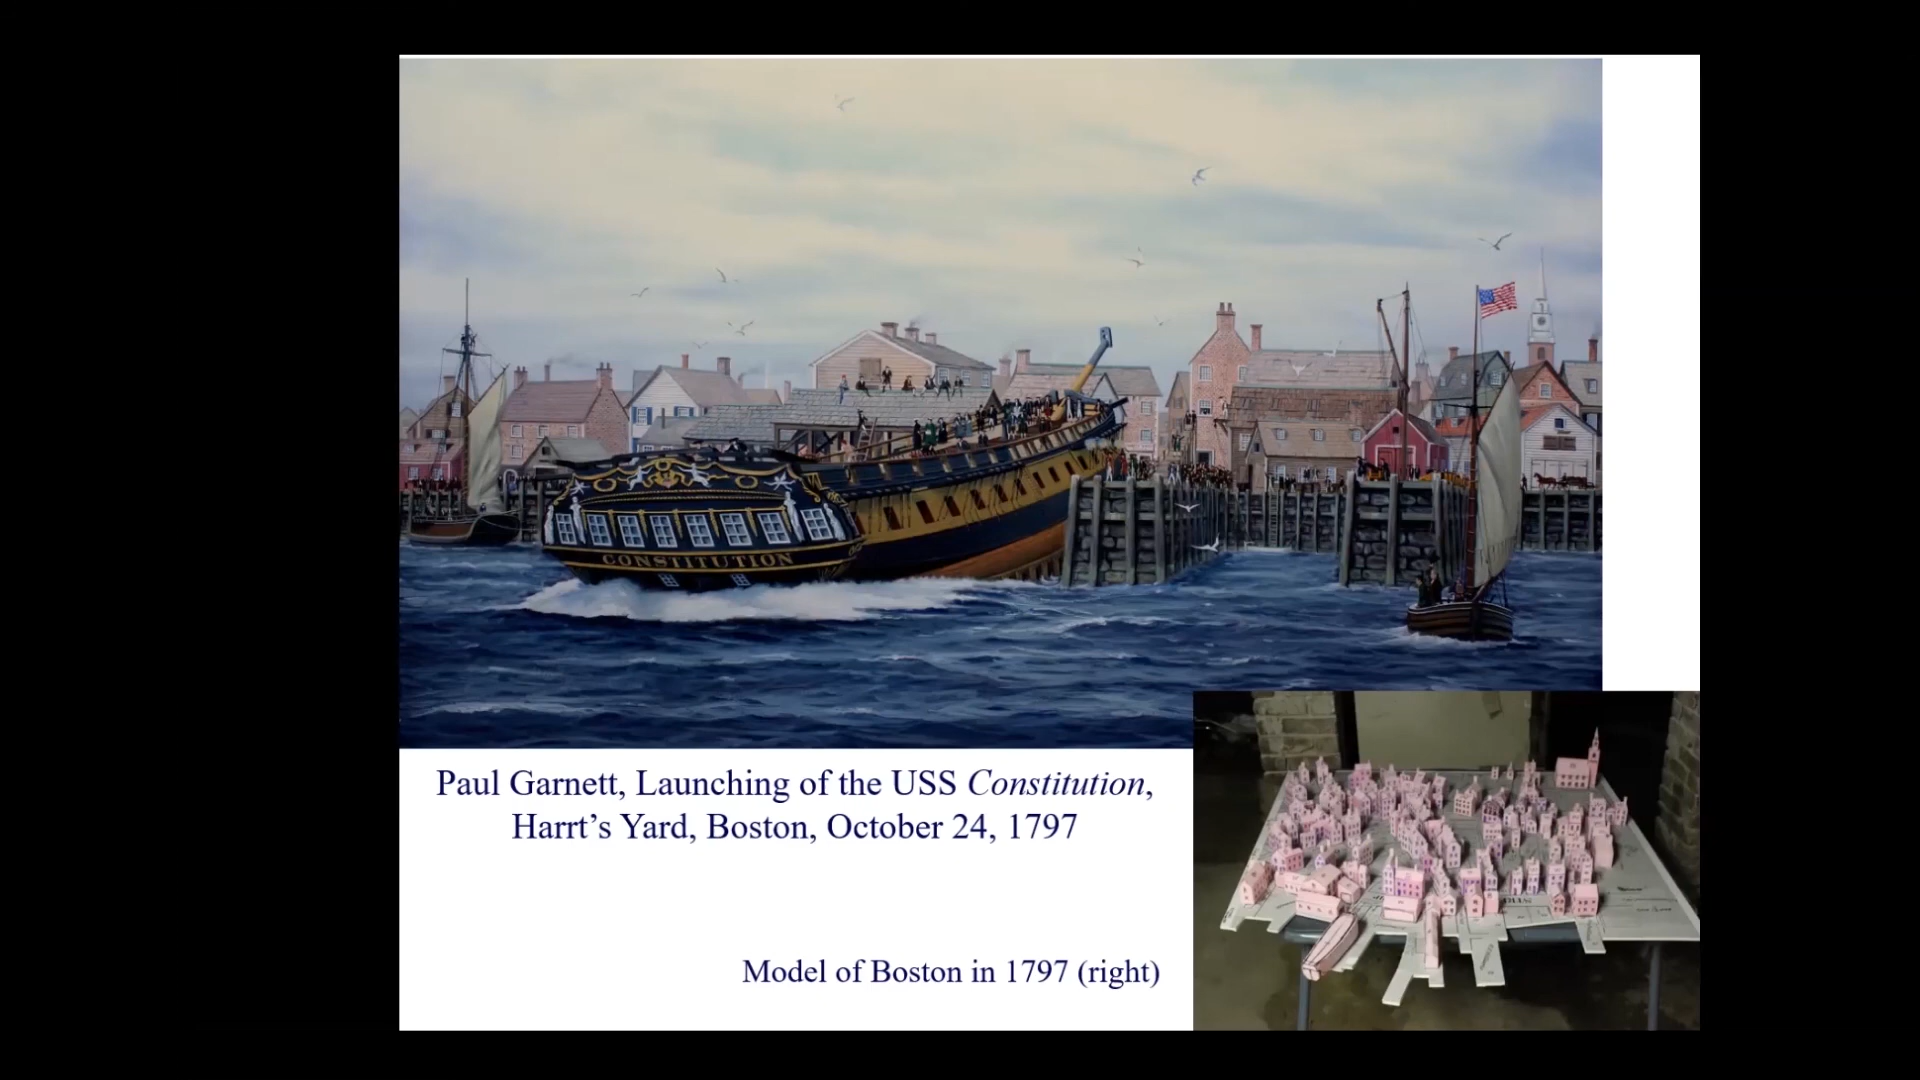 CONSTITUTION
Paul Garnett, Launching of the USS Constitution,
Harrt’s Yard, Boston, October 24, 1797
Model of Boston in 1797 (right)